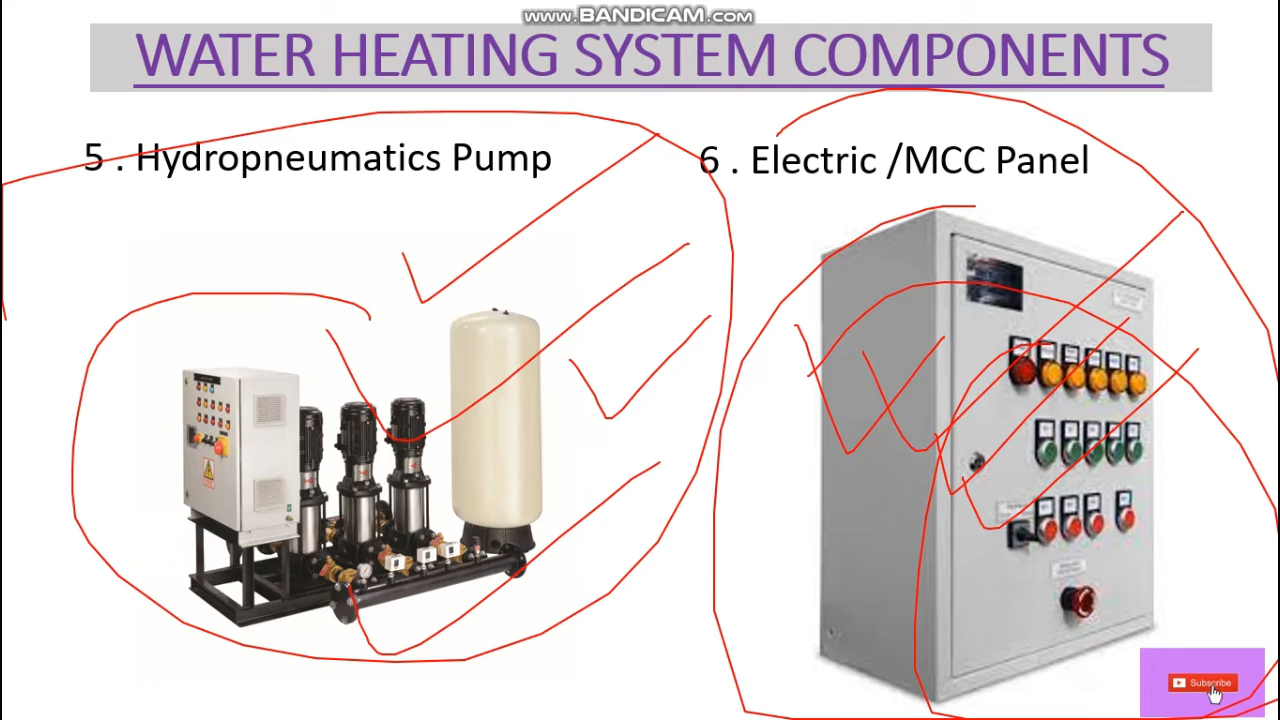 www.BANDICAM.com
WATER HEATING SYSTEM COMPONENTS
5 . Hydropneumatics Pump
6 . Electric /MCC Panel
Subscribe